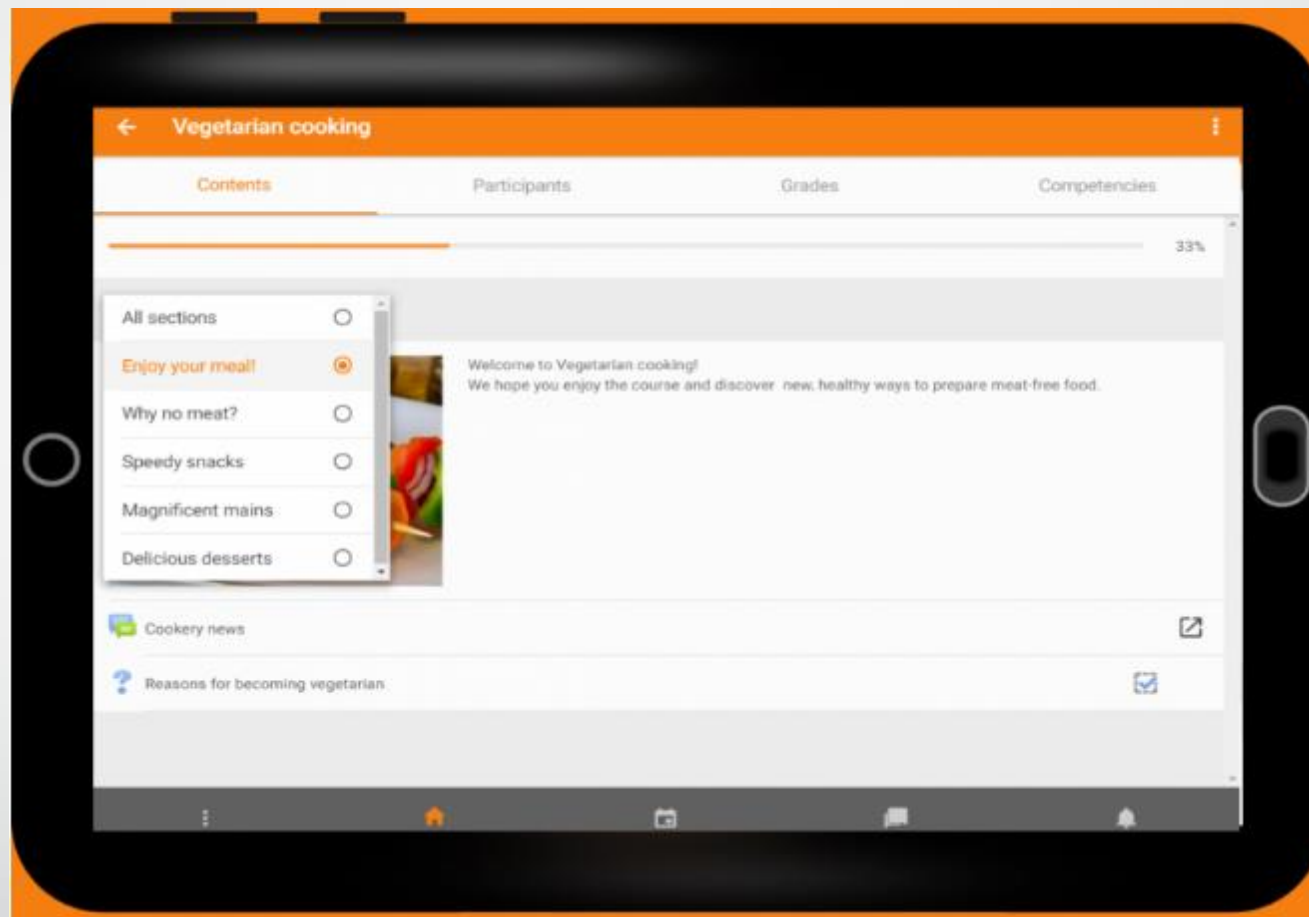 Vegetarian cooking
Contents Participants Grades Competencies
33%
All sections
Enjoy your meal!
Why no meat?
Speedy snacks
Magnificent mains
Delicious desserts
Welcome to Vegetarian cooking!
We hope you enjoy the course and discover new, healthy ways to prepare meat-free food.
Cookery news
Reasons for becoming vegetarian